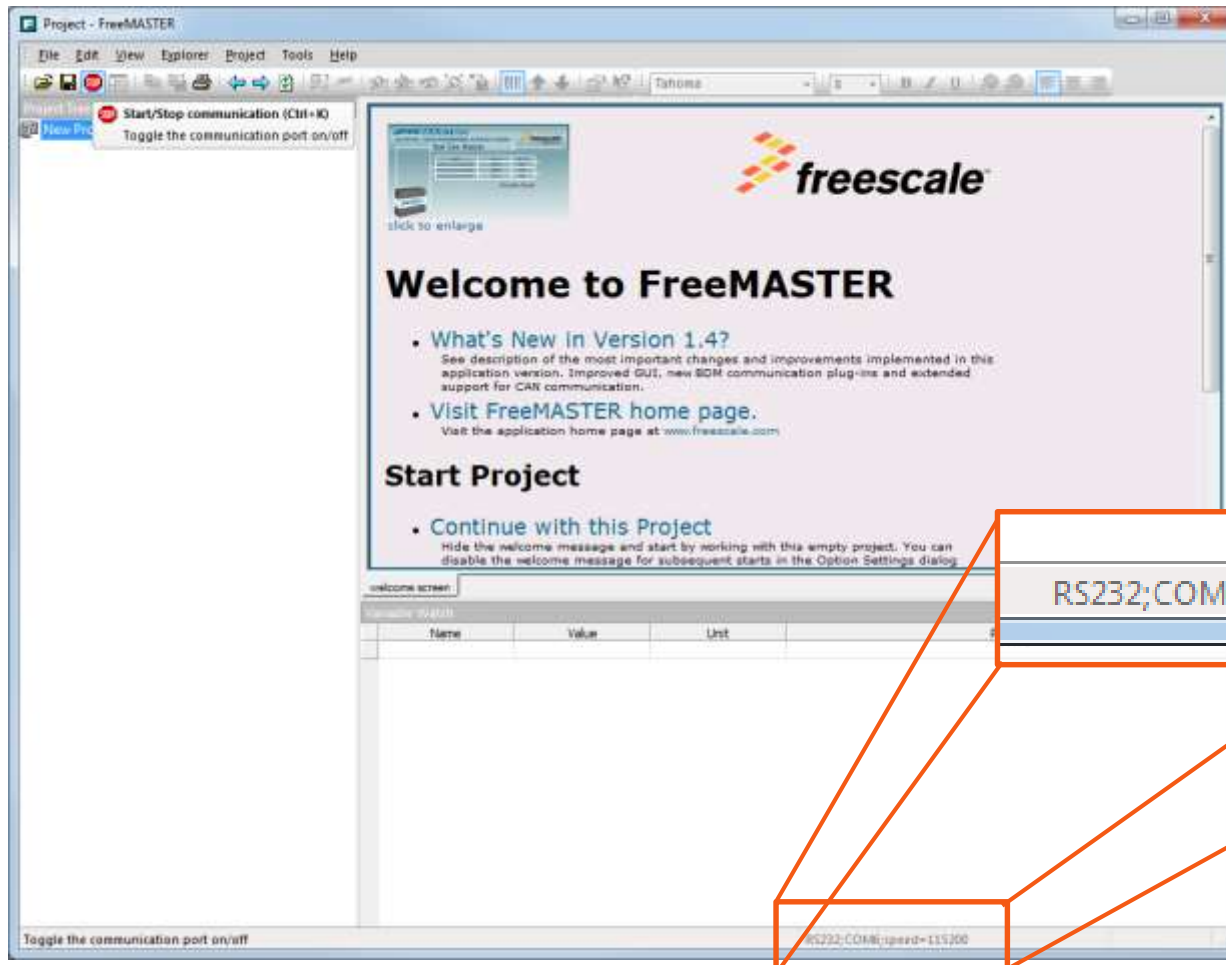 Project - FreeMASTER
File Edit View Explorer Project Tools Help
Tahoma 8 B I U
Start/Stop communication (Ctrl+K)
New Pro
Toggle the communication port on/off
freescale
click to enlarge
Welcome to FreeMASTER
• What's New in Version 1.4?
See description of the most important changes and improvements implemented in this
application version. Improved GUI, new BDM communication plug-ins and extended
support for CAN communication.
• Visit FreeMASTER home page.
Visit the application home page at www.freescale.com
Start Project
• Continue with this Project
Hide the welcome message and start by working with this empty project. You can
disable the welcome message for subsequent starts in the Option Settings dialog
RS232;COM
welcome screen
Variable Watch
Name Value Unit
Toggle the communication port on/off
RS232;COM6;speed=115200